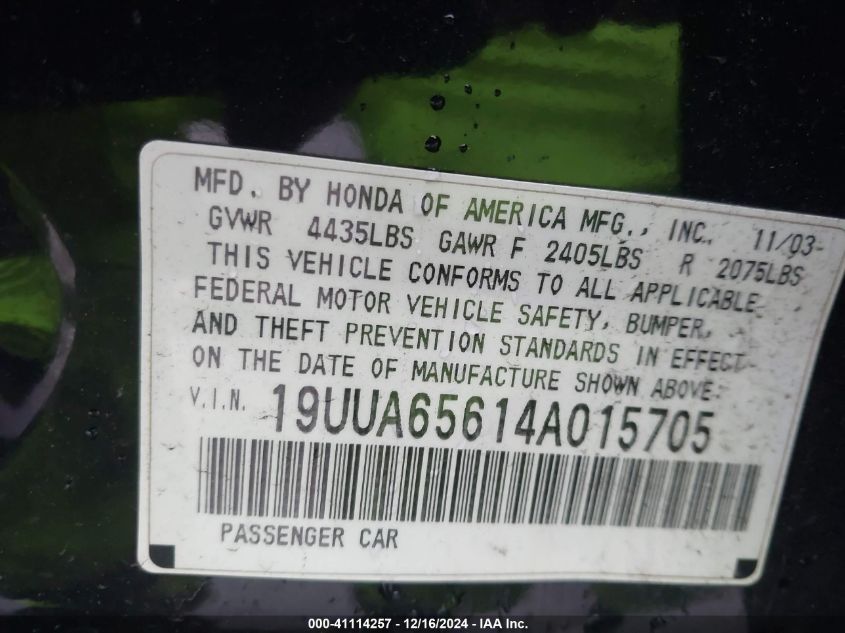 MFD. BY HONDA OF AMERICA MFG., INC. 11/03
GVWR 4435LBS GAWR F 2405LBS R 2075LBS
THIS VEHICLE CONFORMS TO ALL APPLICABLE
FEDERAL MOTOR VEHICLE SAFETY, BUMPER,
AND THEFT PREVENTION STANDARDS IN EFFECT
ON THE DATE OF MANUFACTURE SHOWN ABOVE.
V.I.N. 19UUA65614A015705
PASSENGER CAR
000-41114257 - 12/16/2024 - IAA Inc.